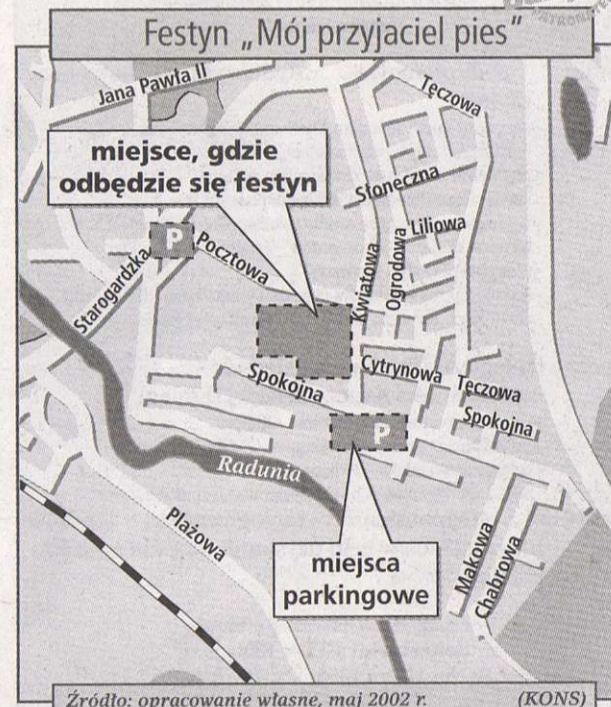 PATRONAT
Festyn „Mój przyjaciel pies"
Jana Pawła II
Tęczowa
miejsce, gdzie
odbędzie się festyn
Słoneczna
Liliowa
P
Pocztowa
Starogardzka
Kwiatowa
Ogrodowa
Spokojna
Cytrynowa
Tęczowa
Spokojna
P
Radunia
Plażowa
miejsca
parkingowe
Makowa
Chabrowa
Źródło: opracowanie własne, maj 2002 r.
(KONS)